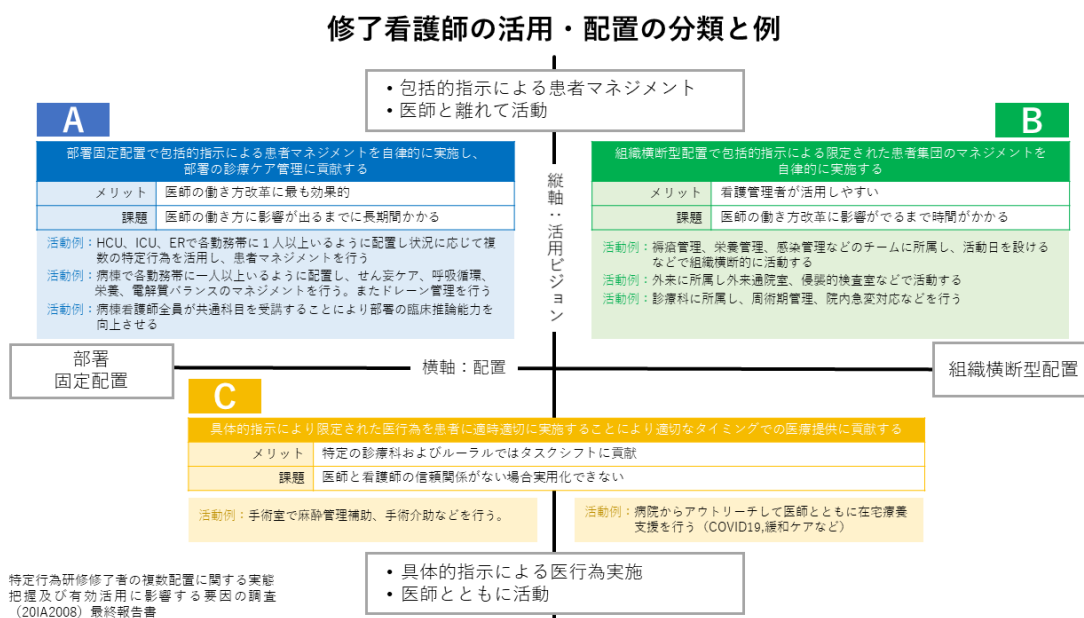 修了看護師の活用・配置の分類と例
• 包括的指示による患者マネジメント
• 医師と離れて活動
A
部署固定配置で包括的指示による患者マネジメントを自律的に実施し、
部署の診療ケア管理に貢献する
メリット 医師の働き方改革に最も効果的
課題 医師の働き方に影響が出るまでに長期間かかる
活動例：HCU、ICU、ERで各勤務帯に１人以上いるように配置し状況に応じて複
数の特定行為を活用し、患者マネジメントを行う
活動例：病棟で各勤務帯に一人以上いるように配置し、せん妄ケア、呼吸循環、
栄養、電解質バランスのマネジメントを行う。またドレーン管理を行う
活動例：病棟看護師全員が共通科目を受講することにより部署の臨床推論能力を
向上させる
縦軸：活用ビジョン
B
組織横断型配置で包括的指示による限定された患者集団のマネジメントを
自律的に実施する
メリット 看護管理者が活用しやすい
課題 医師の働き方改革に影響がでるまで時間がかかる
活動例：褥瘡管理、栄養管理、感染管理などのチームに所属し、活動日を設ける
などで組織横断的に活動する
活動例：外来に所属し外来通院室、侵襲的検査室などで活動する
活動例：診療科に所属し、周術期管理、院内急変対応などを行う
部署
固定配置
横軸：配置
組織横断型配置
C
具体的指示により限定された医行為を患者に適時適切に実施することにより適切なタイミングでの医療提供に貢献する
メリット 特定の診療科およびルーラルではタスクシフトに貢献
課題 医師と看護師の信頼関係がない場合実用化できない
活動例：手術室で麻酔管理補助、手術介助などを行う。
活動例：病院からアウトリーチして医師とともに在宅療養
支援を行う（COVID19,緩和ケアなど）
• 具体的指示による医行為実施
• 医師とともに活動
特定行為研修修了者の複数配置に関する実態
把握及び有効活用に影響する要因の調査
（20IA2008）最終報告書